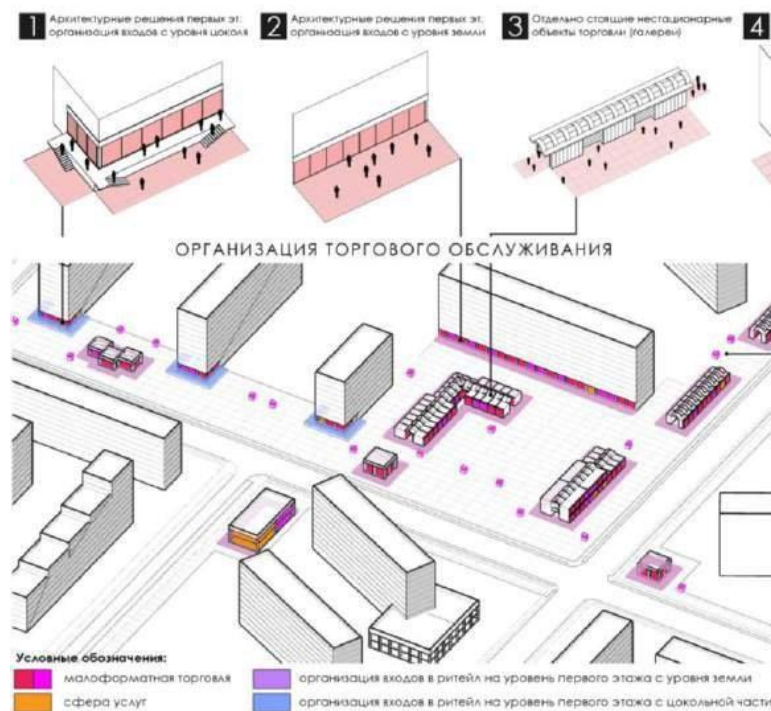 1 Архитектурные решения первых эт:
организация входов с уровня цоколя
2 Архитектурные решения первых эт:
организация входов с уровня земли
3 Отдельно стоящие нестационарные
объекты торговли (галереи)
4
ОРГАНИЗАЦИЯ ТОРГОВОГО ОБСЛУЖИВАНИЯ
Условные обозначения:
малоформатная торговля
сфера услуг
организация входов в ритейл на уровень первого этажа с уровня земли
организация входов в ритейл на уровень первого этажа с цокольной части